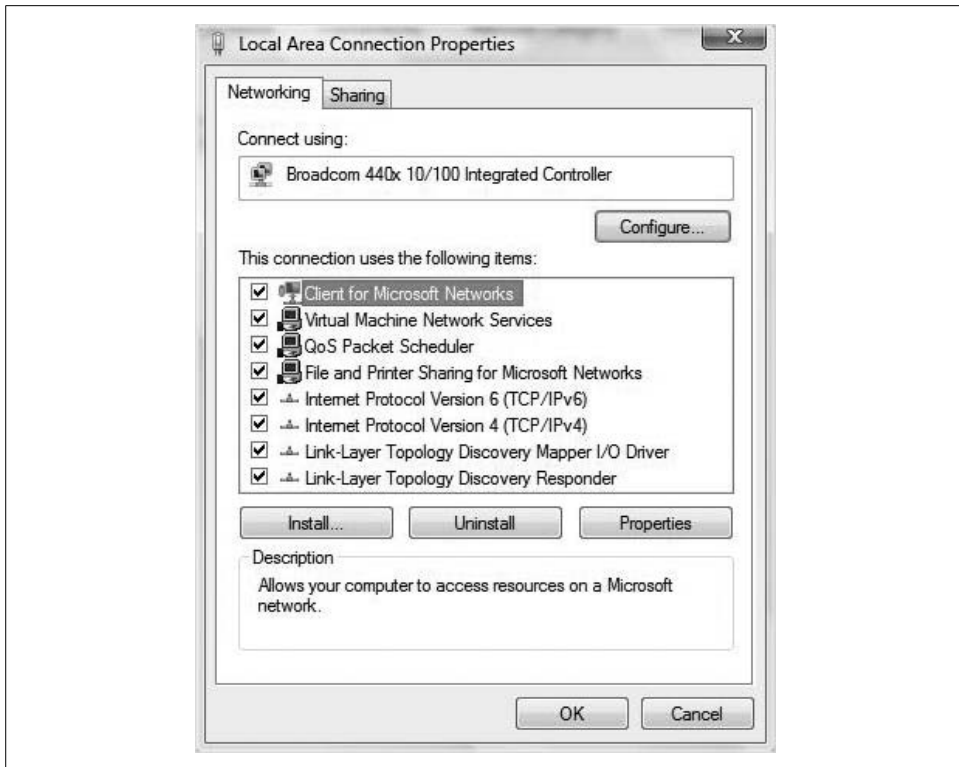 Local Area Connection Properties
Networking
Sharing
Connect using:
Broadcom 440x 10/100 Integrated Controller
Configure...
This connection uses the following items:
Client for Microsoft Networks
Virtual Machine Network Services
QoS Packet Scheduler
File and Printer Sharing for Microsoft Networks
Internet Protocol Version 6 (TCP/IPv6)
Internet Protocol Version 4 (TCP/IPv4)
Link-Layer Topology Discovery Mapper I/O Driver
Link-Layer Topology Discovery Responder
Install...
Uninstall
Properties
Description
Allows your computer to access resources on a Microsoft
network.
OK
Cancel